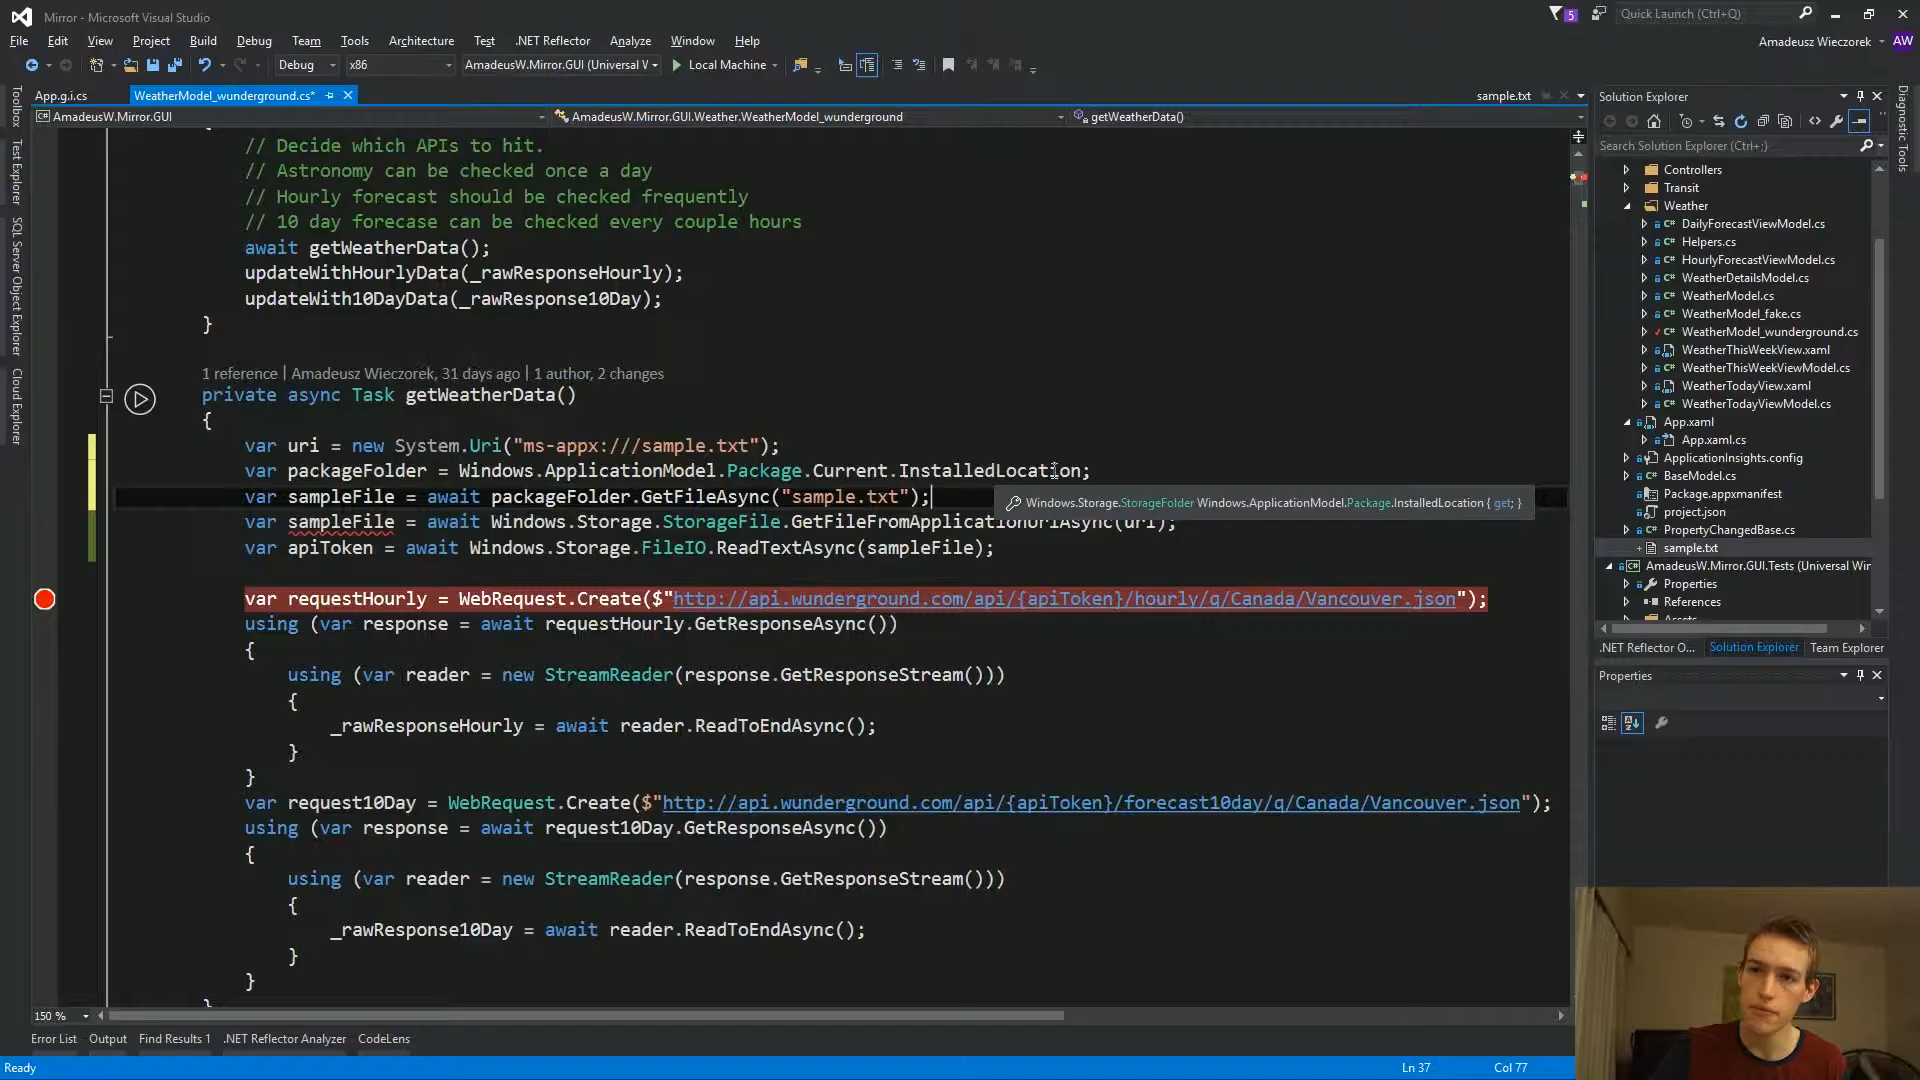 Mirror - Microsoft Visual Studio
5
Quick Launch (Ctrl+Q)
File Edit View Project Build Debug Team Tools Architecture Test .NET Reflector Analyze Window Help
Amadeusz Wieczorek AW
Debug x86 AmadeusW.Mirror.GUI (Universal W Local Machine
App.g.i.cs WeatherModel_wunderground.cs* sample.txt
AmadeusW.Mirror.GUI AmadeusW.Mirror.GUI.Weather.WeatherModel_wunderground getWeatherData()
Toolbox
Test Explorer
SQL Server Object Explorer
Cloud Explorer
{
// Decide which APIs to hit.
// Astronomy can be checked once a day
// Hourly forecast should be checked frequently
// 10 day forecase can be checked every couple hours
await getWeatherData();
updateWithHourlyData(_rawResponseHourly);
updateWith10DayData(_rawResponse10Day);
}
1 reference | Amadeusz Wieczorek, 31 days ago | 1 author, 2 changes
private async Task getWeatherData()
{
var uri = new System.Uri("ms-appx:///sample.txt");
var packageFolder = Windows.ApplicationModel.Package.Current.InstalledLocation;
var sampleFile = await packageFolder.GetFileAsync("sample.txt");
Windows.Storage.StorageFolder Windows.ApplicationModel.Package.InstalledLocation { get; }
var sampleFile = await Windows.Storage.StorageFile.GetFileFromApplicationUriAsync(uri);
var apiToken = await Windows.Storage.FileIO.ReadTextAsync(sampleFile);
var requestHourly = WebRequest.Create($"http://api.wunderground.com/api/{apiToken}/hourly/q/Canada/Vancouver.json");
using (var response = await requestHourly.GetResponseAsync())
{
using (var reader = new StreamReader(response.GetResponseStream()))
{
_rawResponseHourly = await reader.ReadToEndAsync();
}
}
var request10Day = WebRequest.Create($"http://api.wunderground.com/api/{apiToken}/forecast10day/q/Canada/Vancouver.json");
using (var response = await request10Day.GetResponseAsync())
{
using (var reader = new StreamReader(response.GetResponseStream()))
{
_rawResponse10Day = await reader.ReadToEndAsync();
}
}
}
150 %
Error List Output Find Results 1 .NET Reflector Analyzer CodeLens
Ready Ln 37 Col 77
Solution Explorer
Search Solution Explorer (Ctrl+;)
Controllers
Transit
Weather
C# DailyForecastViewModel.cs
C# Helpers.cs
C# HourlyForecastViewModel.cs
C# WeatherDetailsModel.cs
C# WeatherModel.cs
C# WeatherModel_fake.cs
C# WeatherModel_wunderground.cs
WeatherThisWeekView.xaml
C# WeatherThisWeekViewModel.cs
WeatherTodayView.xaml
C# WeatherTodayViewModel.cs
App.xaml
App.xaml.cs
ApplicationInsights.config
C# BaseModel.cs
Package.appxmanifest
project.json
C# PropertyChangedBase.cs
sample.txt
AmadeusW.Mirror.GUI.Tests (Universal Wir
Properties
References
Assets
.NET Reflector O... Solution Explorer Team Explorer
Properties
Diagnostic Tools